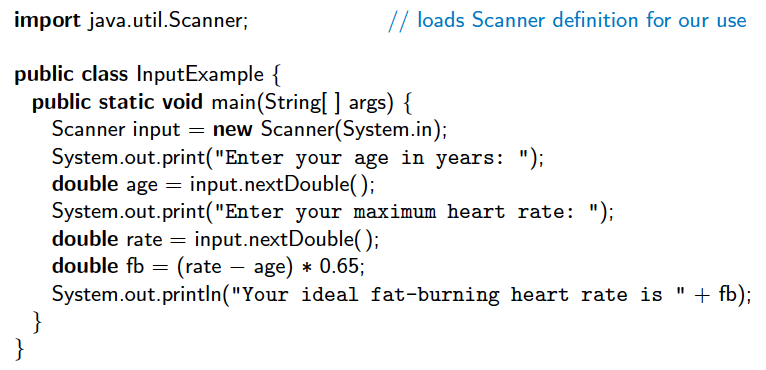 import java.util.Scanner; // loads Scanner definition for our use
public class InputExample {
public static void main(String[ ] args) {
Scanner input = new Scanner(System.in);
System.out.print("Enter your age in years: ");
double age = input.nextDouble( );
System.out.print("Enter your maximum heart rate: ");
double rate = input.nextDouble( );
double fb = (rate − age) ∗ 0.65;
System.out.println("Your ideal fat-burning heart rate is " + fb);
}
}